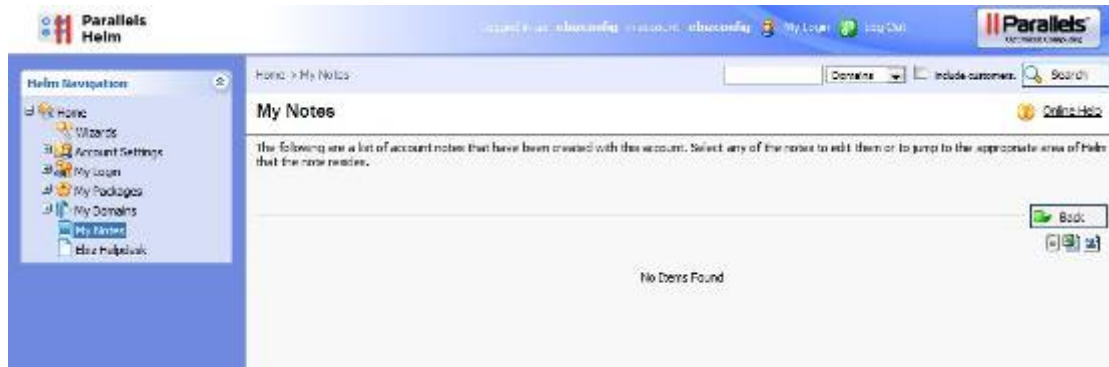 Parallels
Helm
My Login
Log Out
Parallels
Helm Navigation
Home
Wizards
Account Settings
My Login
My Packages
My Domains
My Notes
Helpdesk
Home > My Notes
Domains
Include customers.
Search
My Notes
Online Help
The following are a list of account notes that have been created with this account. Select any of the notes to edit them or to jump to the appropriate area of Helm
that the note resides.
Back
No Items Found